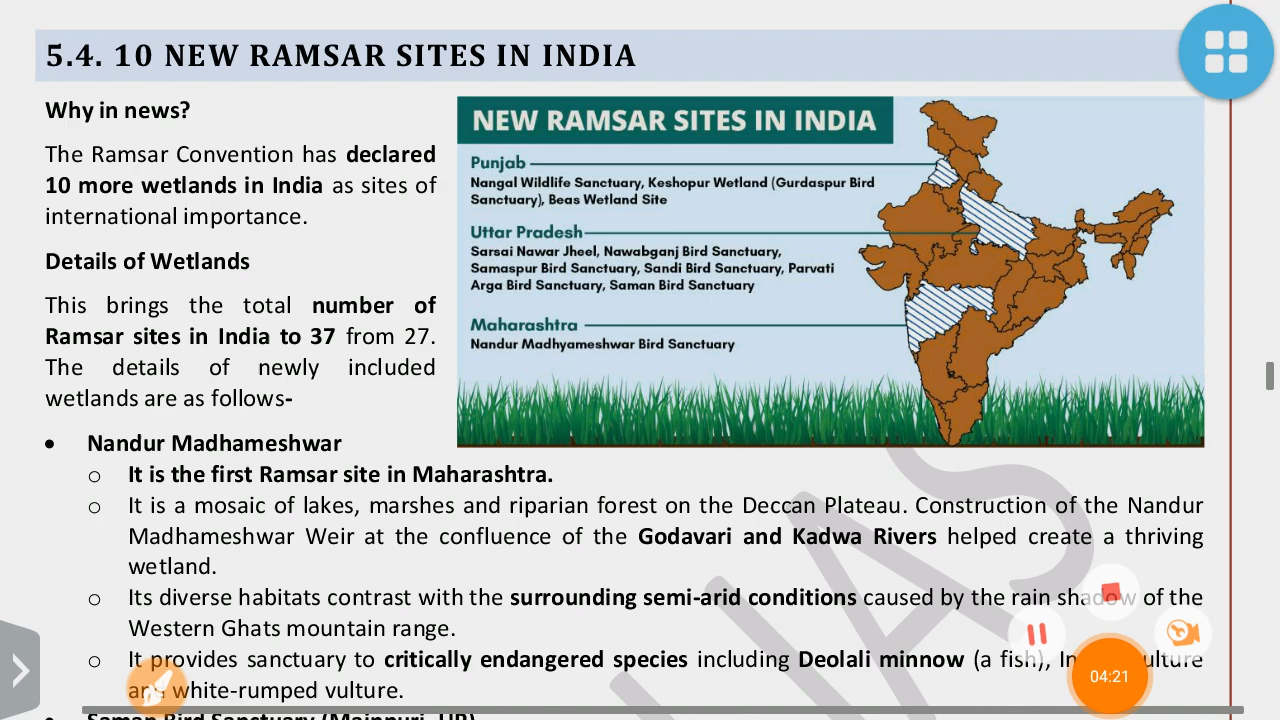 5.4. 10 NEW RAMSAR SITES IN INDIA
Why in news?
The Ramsar Convention has declared
10 more wetlands in India as sites of
international importance.
Details of Wetlands
This brings the total number of
Ramsar sites in India to 37 from 27.
The details of newly included
wetlands are as follows-
NEW RAMSAR SITES IN INDIA
Punjab
Nangal Wildlife Sanctuary, Keshopur Wetland (Gurdaspur Bird
Sanctuary), Beas Wetland Site
Uttar Pradesh
Sarsai Nawar Jheel, Nawabganj Bird Sanctuary,
Samaspur Bird Sanctuary, Sandi Bird Sanctuary, Parvati
Arga Bird Sanctuary, Saman Bird Sanctuary
Maharashtra
Nandur Madhyameshwar Bird Sanctuary
• Nandur Madhameshwar
o It is the first Ramsar site in Maharashtra.
o It is a mosaic of lakes, marshes and riparian forest on the Deccan Plateau. Construction of the Nandur
Madhameshwar Weir at the confluence of the Godavari and Kadwa Rivers helped create a thriving
wetland.
o Its diverse habitats contrast with the surrounding semi-arid conditions caused by the rain shadow of the
Western Ghats mountain range.
o It provides sanctuary to critically endangered species including Deolali minnow (a fish),
and white-rumped vulture.
• Saman Bird Sanctuary (Mainpuri, UP)
IAS
04:21